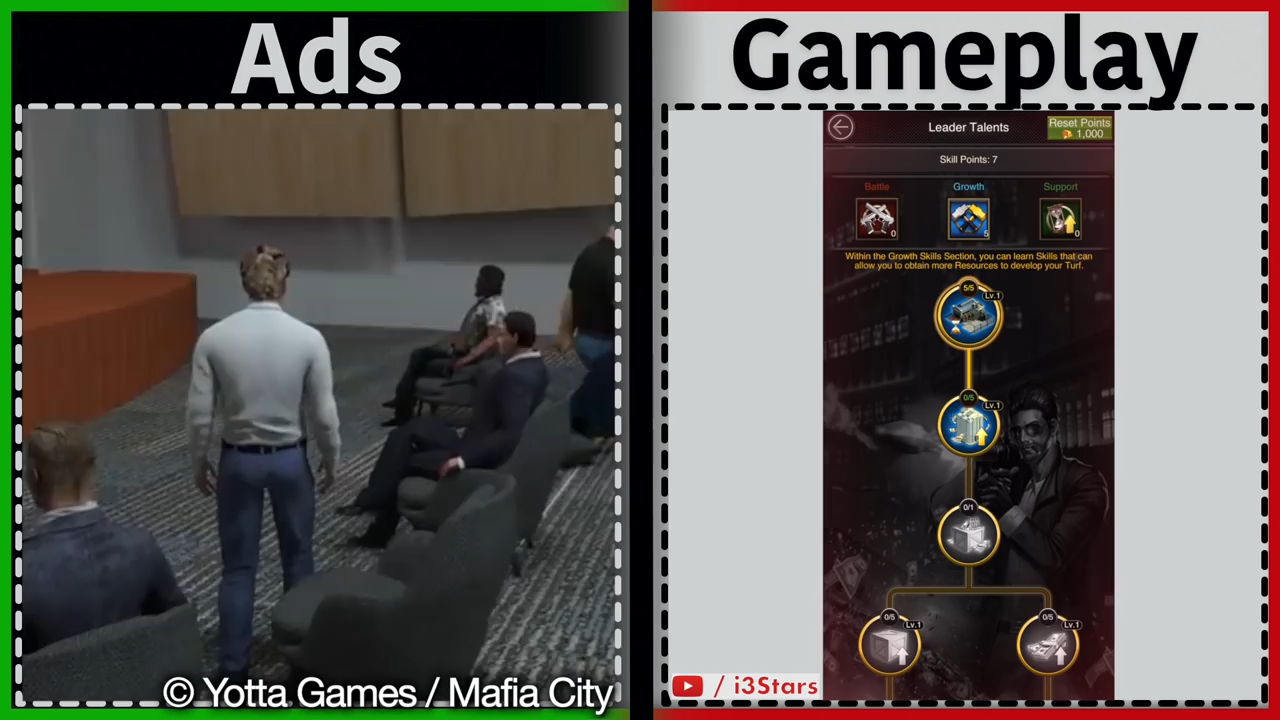 Ads
© Yotta Games / Mafia City
Gameplay
Leader Talents
Reset Points
1,000
Skill Points: 7
Battle
Growth
Support
0
5
0
Within the Growth Skills Section, you can learn Skills that can
allow you to obtain more Resources to develop your Turf.
5/5
Lv.1
0/5
Lv.1
0/1
0/5
Lv.1
0/5
Lv.1
/ i3Stars